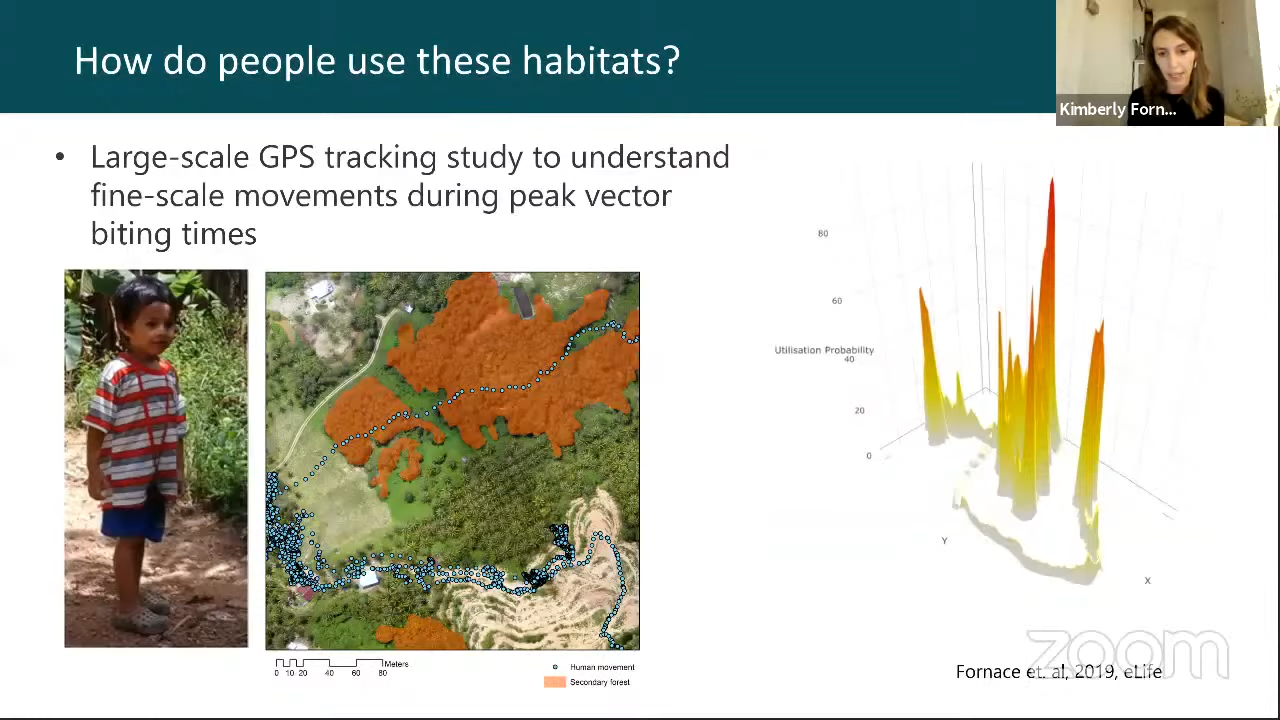 How do people use these habitats?
Kimberly Forn...
• Large-scale GPS tracking study to understand
fine-scale movements during peak vector
biting times
80
60
Utilisation Probability
40
20
0
Y
X
Meters
0 10 20 40 60 80
Human movement
Secondary forest
zoom
Fornace et. al, 2019, eLife